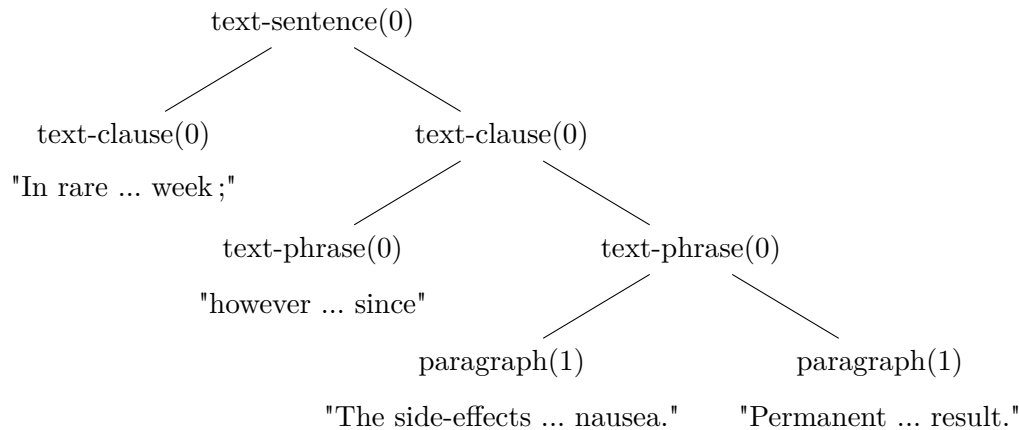 text-sentence(0)
text-clause(0) text-clause(0)
"In rare ... week ;"
text-phrase(0) text-phrase(0)
"however ... since"
paragraph(1) paragraph(1)
"The side-effects ... nausea." "Permanent ... result."